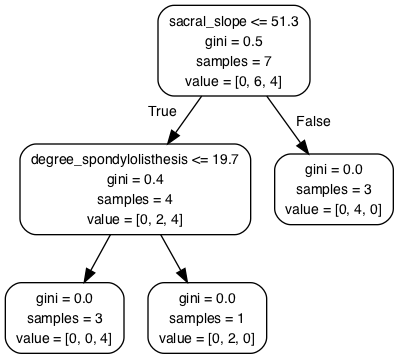 sacral_slope <= 51.3
gini = 0.5
samples = 7
value = [0, 6, 4]
True
False
degree_spondylolisthesis <= 19.7
gini = 0.4
samples = 4
value = [0, 2, 4]
gini = 0.0
samples = 3
value = [0, 4, 0]
gini = 0.0
samples = 3
value = [0, 0, 4]
gini = 0.0
samples = 1
value = [0, 2, 0]